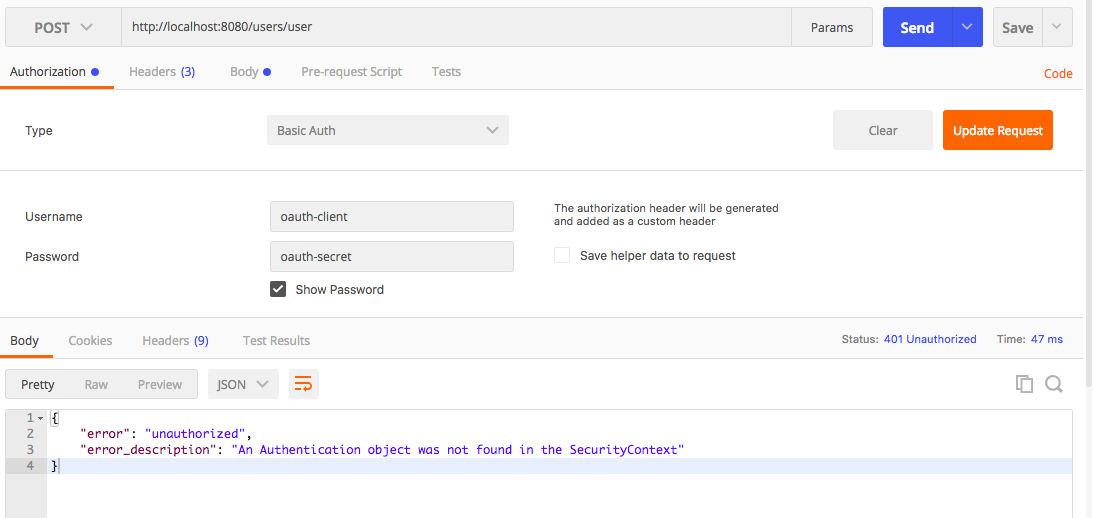 POST http://localhost:8080/users/user Params Send Save
Authorization Headers (3) Body Pre-request Script Tests Code
Type Basic Auth Clear Update Request
Username oauth-client The authorization header will be generated
and added as a custom header
Password oauth-secret Save helper data to request
Show Password
Body Cookies Headers (9) Test Results Status: 401 Unauthorized Time: 47 ms
Pretty Raw Preview JSON
1 {
2 "error": "unauthorized",
3 "error_description": "An Authentication object was not found in the SecurityContext"
4 }